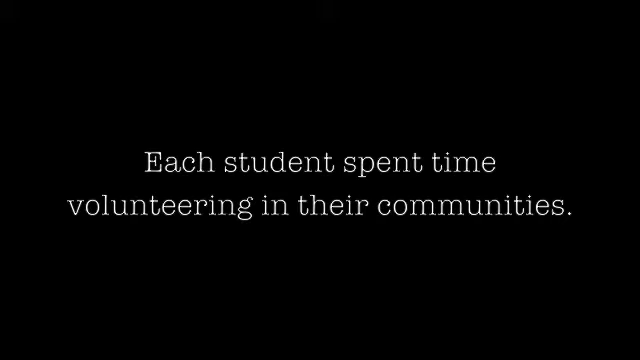 Each student spent time
volunteering in their communities.